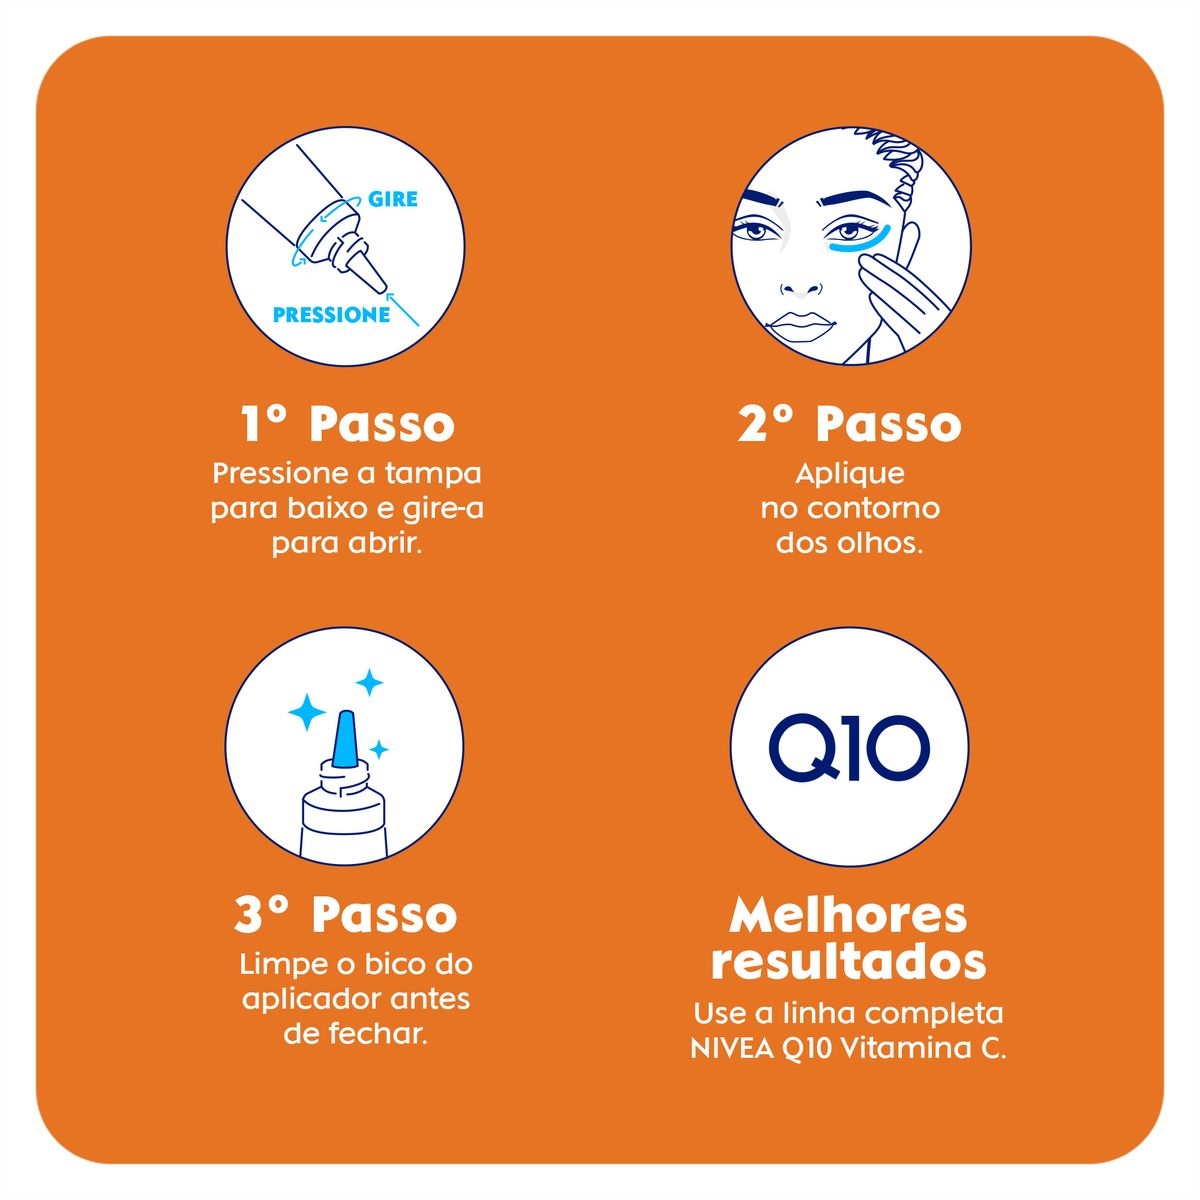 GIRE
PRESSIONE
1º Passo
Pressione a tampa
para baixo e gire-a
para abrir.
2º Passo
Aplique
no contorno
dos olhos.
3º Passo
Limpe o bico do
aplicador antes
de fechar.
Q10
Melhores
resultados
Use a linha completa
NIVEA Q10 Vitamina C.